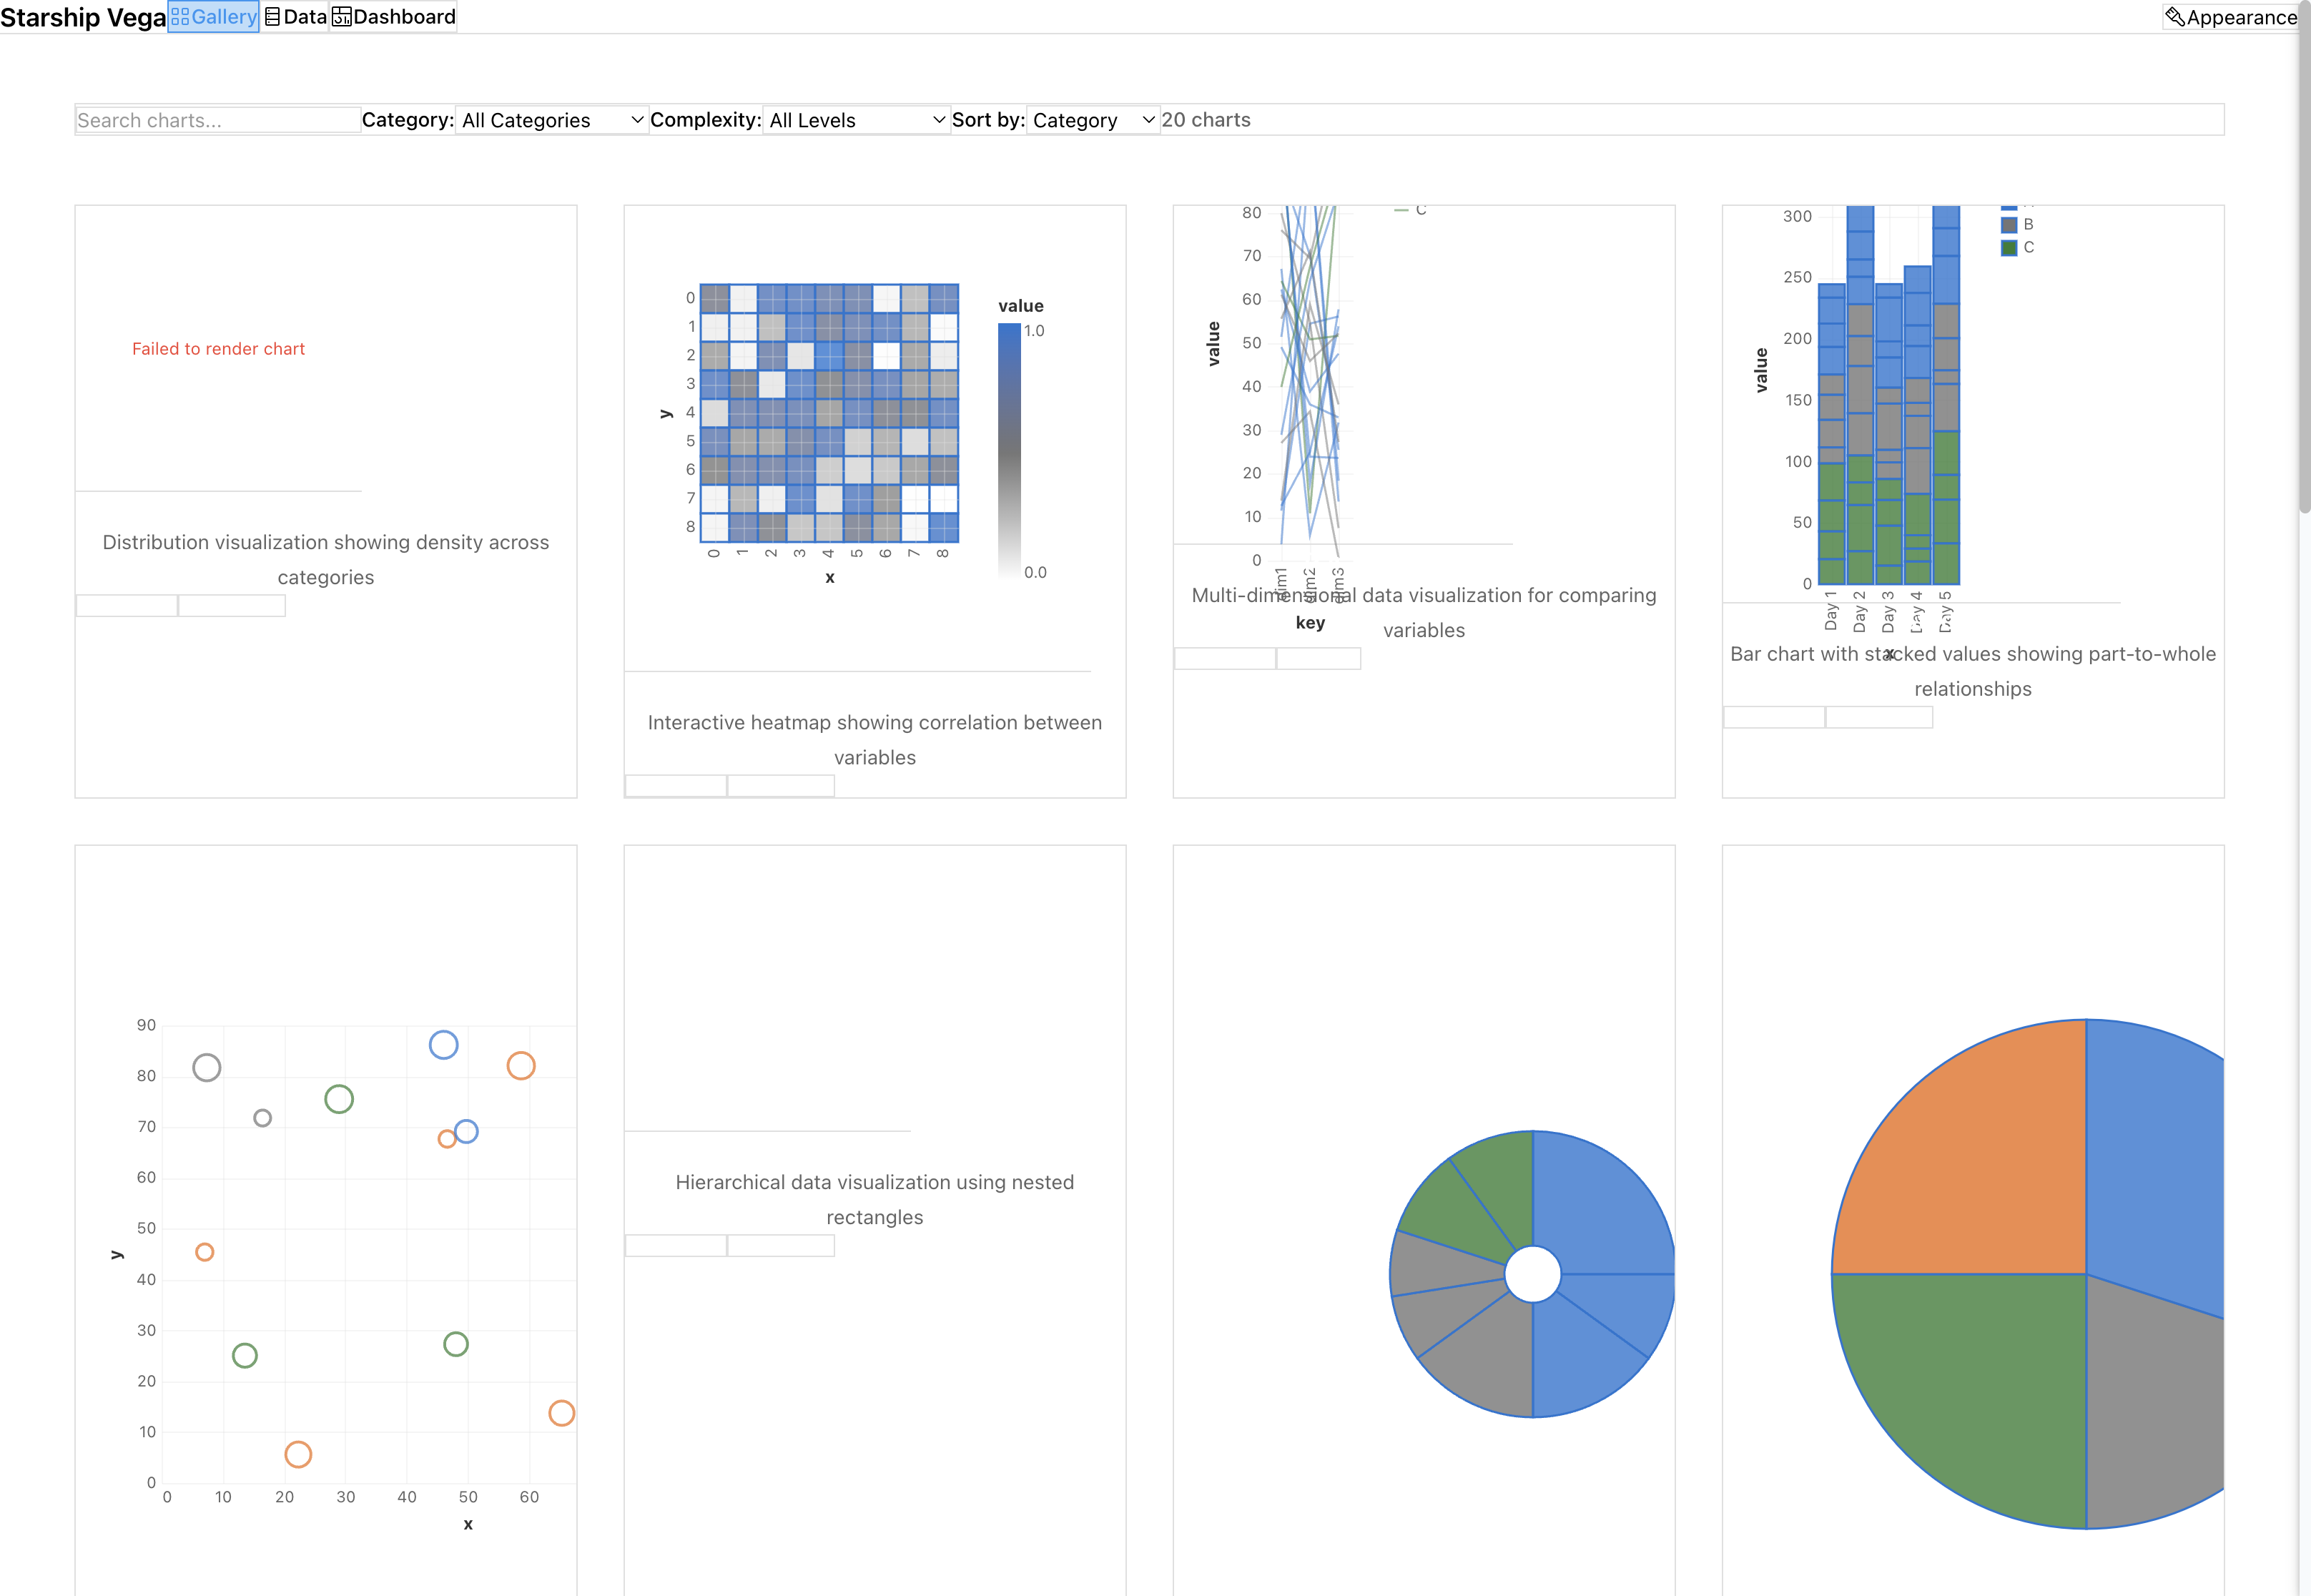 Starship Vega Gallery Data Dashboard Appearance
Search charts... Category: All Categories Complexity: All Levels Sort by: Category 20 charts
Failed to render chart
Distribution visualization showing density across
categories
0
1
2
3
4
5
6
7
8
y
0 1 2 3 4 5 6 7 8
x
value
1.0
0.0
Interactive heatmap showing correlation between
variables
C
80
70
60
50
40
30
20
10
0
value
dim1 dim2 dim3
key
Multi-dimensional data visualization for comparing
variables
300
250
200
150
100
50
0
value
B
C
Day 1 Day 2 Day 3 Day 4 Day 5
x
Bar chart with stacked values showing part-to-whole
relationships
90
80
70
60
50
40
30
20
10
0
y
0 10 20 30 40 50 60
x
Hierarchical data visualization using nested
rectangles